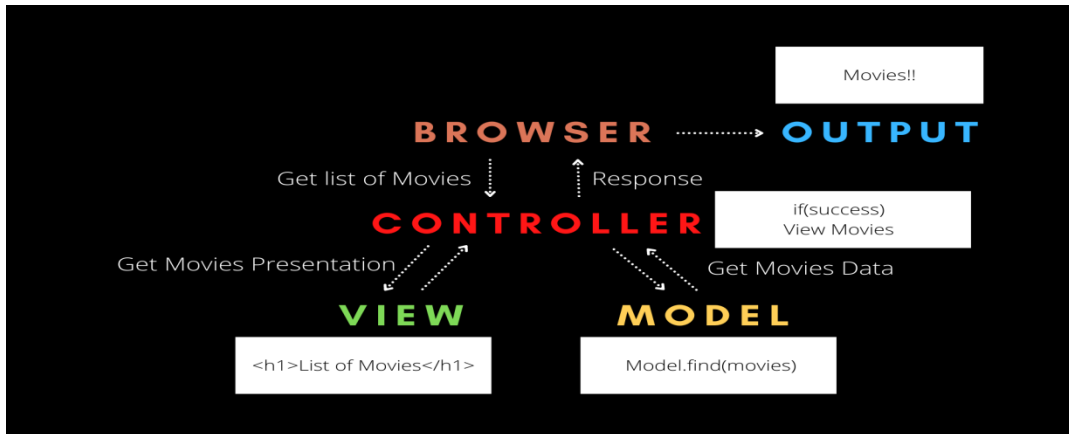 Movies!!
BROWSER
OUTPUT
Get list of Movies
Response
CONTROLLER
if(success)
View Movies
Get Movies Presentation
Get Movies Data
VIEW
MODEL
<h1>List of Movies</h1>
Model.find(movies)